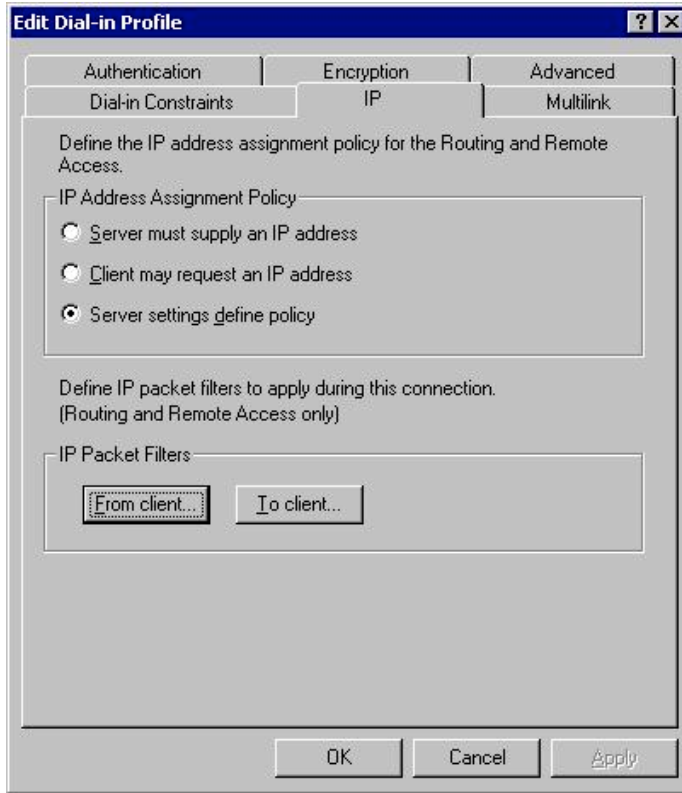 Edit Dial-in Profile
Authentication Encryption Advanced
Dial-in Constraints IP Multilink
Define the IP address assignment policy for the Routing and Remote
Access.
IP Address Assignment Policy
Server must supply an IP address
Client may request an IP address
Server settings define policy
Define IP packet filters to apply during this connection.
(Routing and Remote Access only)
IP Packet Filters
From client... To client...
OK Cancel Apply